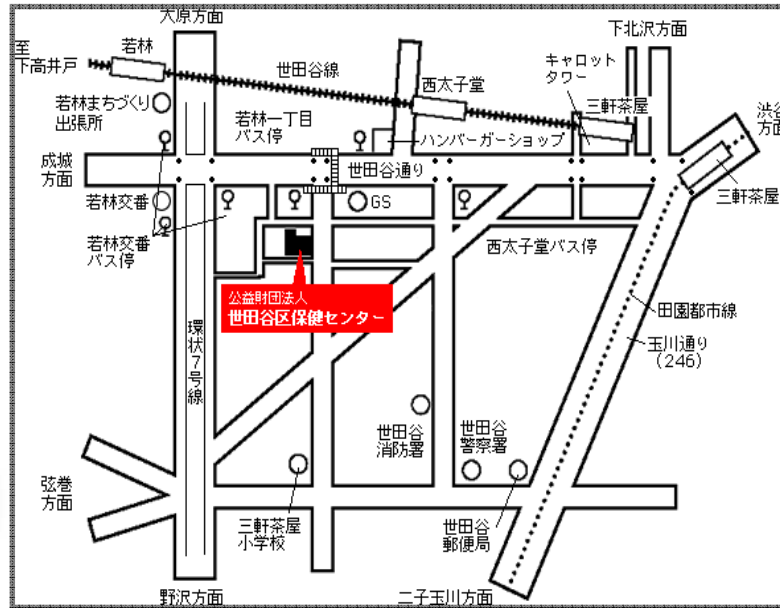 大原方面
下北沢方面
至
下高井戸
若林
世田谷線
西太子堂
キャロット
タワー
三軒茶屋
渋谷
方面
若林まちづくり
出張所
若林一丁目
バス停
ハンバーガーショップ
成城
方面
世田谷通り
三軒茶屋
若林交番
GS
若林交番
バス停
西太子堂バス停
公益財団法人
世田谷区保健センター
田園都市線
環状7号線
玉川通り
(246)
世田谷
消防署
世田谷
警察署
弦巻
方面
三軒茶屋
小学校
世田谷
郵便局
野沢方面
二子玉川方面